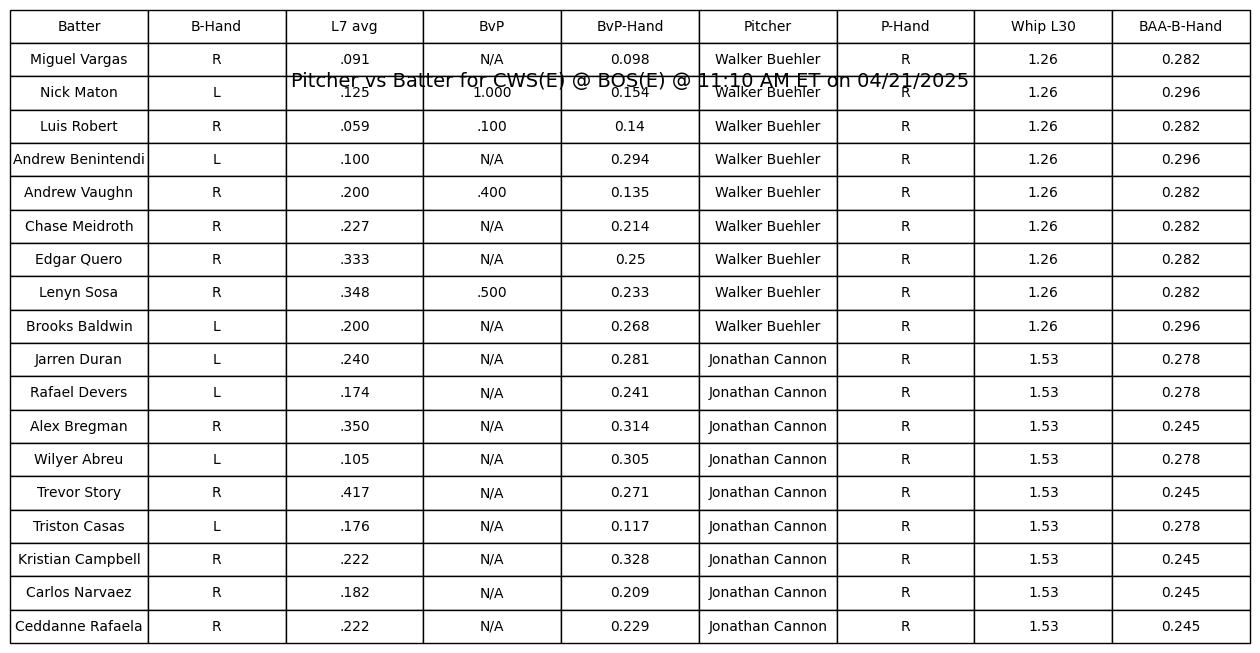 Batter B-Hand L7 avg BvP BvP-Hand Pitcher P-Hand Whip L30 BAA-B-Hand
Miguel Vargas R .091 N/A 0.098 Walker Buehler R 1.26 0.282
Pitcher vs Batter for CWS(E) @ BOS(E) @ 11:10 AM ET on 04/21/2025
Nick Maton L .125 1.000 0.154 Walker Buehler R 1.26 0.296
Luis Robert R .059 .100 0.14 Walker Buehler R 1.26 0.282
Andrew Benintendi L .100 N/A 0.294 Walker Buehler R 1.26 0.296
Andrew Vaughn R .200 .400 0.135 Walker Buehler R 1.26 0.282
Chase Meidroth R .227 N/A 0.214 Walker Buehler R 1.26 0.282
Edgar Quero R .333 N/A 0.25 Walker Buehler R 1.26 0.282
Lenyn Sosa R .348 .500 0.233 Walker Buehler R 1.26 0.282
Brooks Baldwin L .200 N/A 0.268 Walker Buehler R 1.26 0.296
Jarren Duran L .240 N/A 0.281 Jonathan Cannon R 1.53 0.278
Rafael Devers L .174 N/A 0.241 Jonathan Cannon R 1.53 0.278
Alex Bregman R .350 N/A 0.314 Jonathan Cannon R 1.53 0.245
Wilyer Abreu L .105 N/A 0.305 Jonathan Cannon R 1.53 0.278
Trevor Story R .417 N/A 0.271 Jonathan Cannon R 1.53 0.245
Triston Casas L .176 N/A 0.117 Jonathan Cannon R 1.53 0.278
Kristian Campbell R .222 N/A 0.328 Jonathan Cannon R 1.53 0.245
Carlos Narvaez R .182 N/A 0.209 Jonathan Cannon R 1.53 0.245
Ceddanne Rafaela R .222 N/A 0.229 Jonathan Cannon R 1.53 0.245